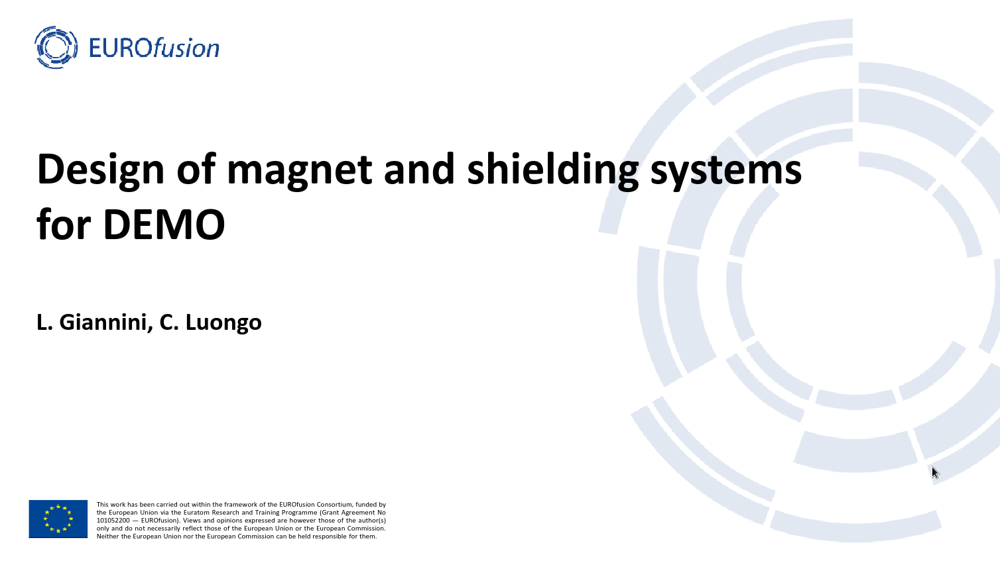 EUROfusion
Design of magnet and shielding systems
for DEMO
L. Giannini, C. Luongo
This work has been carried out within the framework of the EUROfusion Consortium, funded by
the European Union via the Euratom Research and Training Programme (Grant Agreement No
101052200 — EUROfusion). Views and opinions expressed are however those of the author(s)
only and do not necessarily reflect those of the European Union or the European Commission.
Neither the European Union nor the European Commission can be held responsible for them.